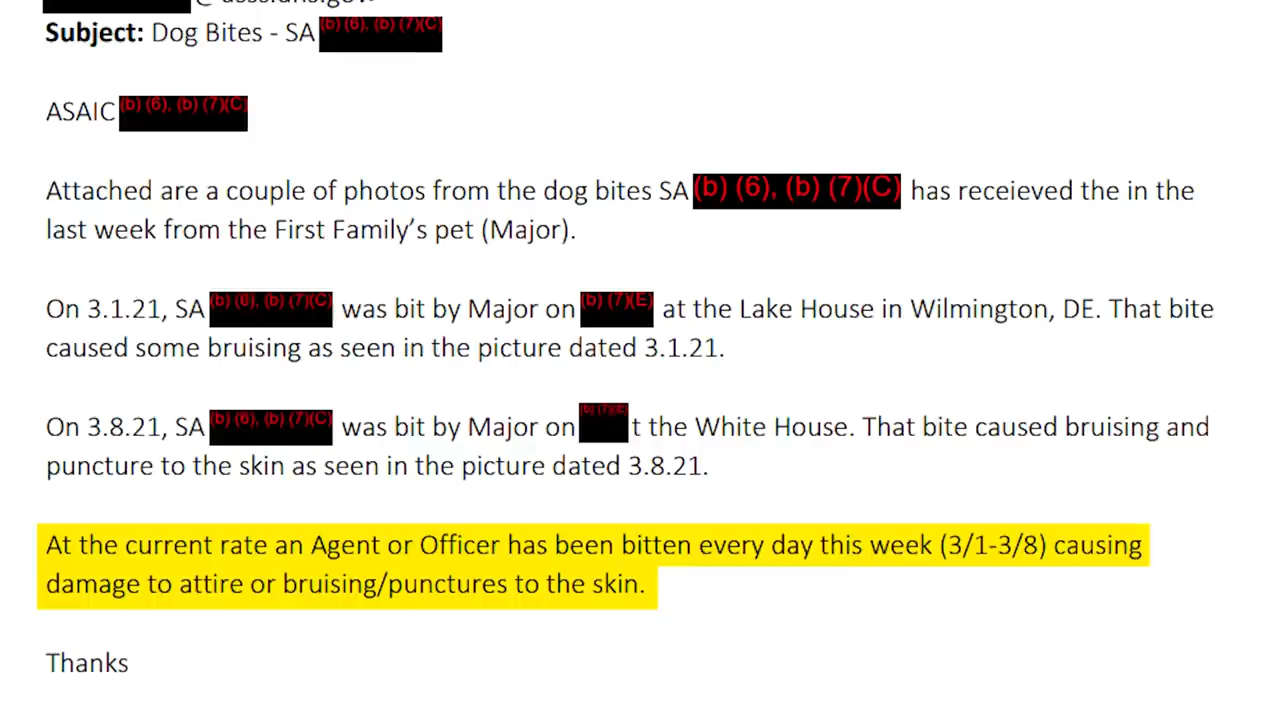 Subject: Dog Bites - SA (b) (6), (b) (7)(C)
ASAIC (b) (6), (b) (7)(C)
Attached are a couple of photos from the dog bites SA (b) (6), (b) (7)(C) has receieved the in the
last week from the First Family's pet (Major).
On 3.1.21, SA (b) (6), (b) (7)(C) was bit by Major on (b) (7)(E) at the Lake House in Wilmington, DE. That bite
caused some bruising as seen in the picture dated 3.1.21.
On 3.8.21, SA (b) (6), (b) (7)(C) was bit by Major on (b) (7)(E) t the White House. That bite caused bruising and
puncture to the skin as seen in the picture dated 3.8.21.
At the current rate an Agent or Officer has been bitten every day this week (3/1-3/8) causing
damage to attire or bruising/punctures to the skin.
Thanks